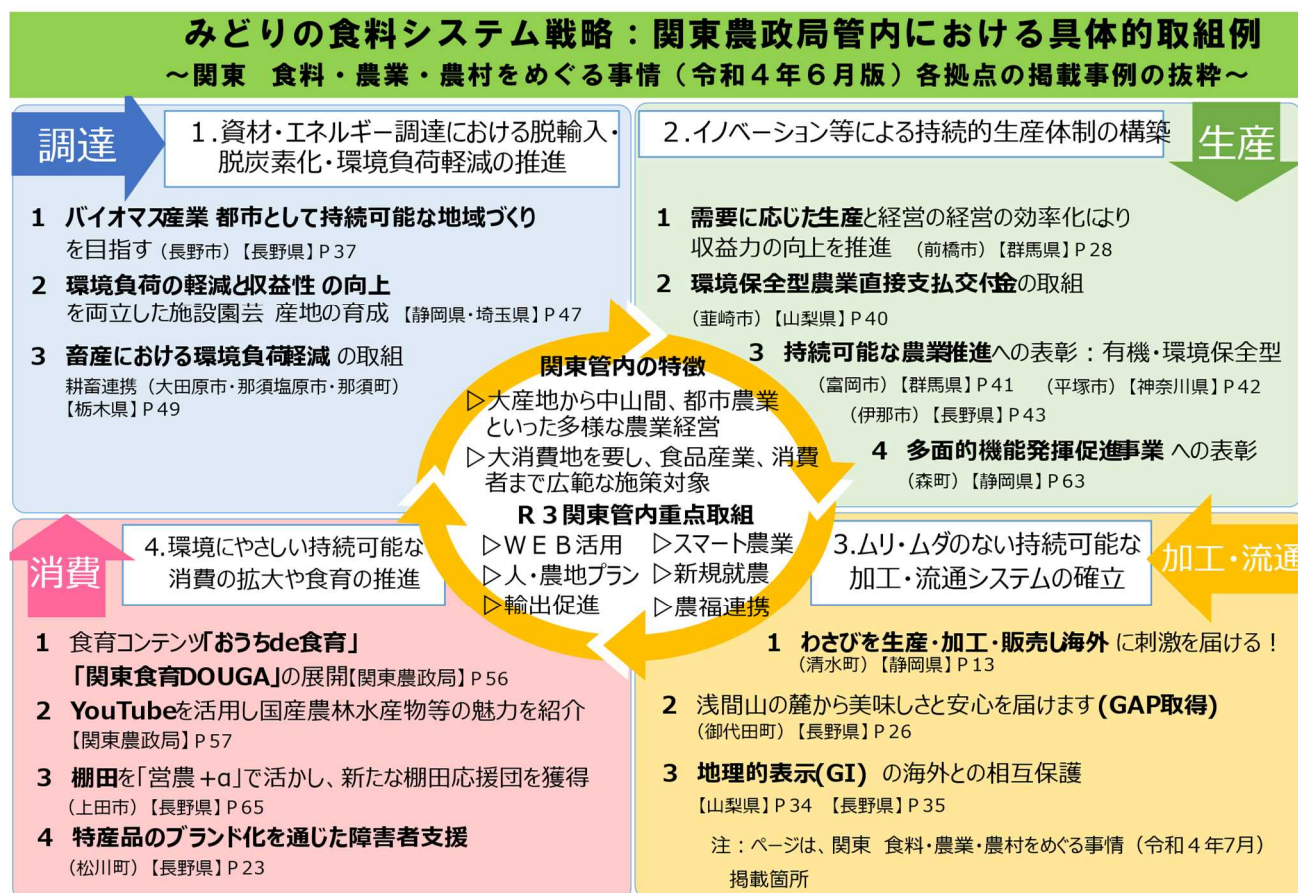 みどりの食料システム戦略：関東農政局管内における具体的取組例
～関東　食料・農業・農村をめぐる事情（令和４年６月版）各拠点の掲載事例の抜粋～
調達
１.資材・エネルギー調達における脱輸入・
脱炭素化・環境負荷軽減の推進
1 バイオマス産業 都市として持続可能な地域づくり
を目指す（長野市）【長野県】P37
2 環境負荷の軽減と収益性 の向上
を両立した施設園芸 産地の育成 【静岡県・埼玉県】P47
3 畜産における環境負荷軽減 の取組
耕畜連携（大田原市・那須塩原市・那須町）
【栃木県】P49
２.イノベーション等による持続的生産体制の構築
生産
1 需要に応じた生産と経営の経営の効率化により
収益力の向上を推進 （前橋市）【群馬県】P28
2 環境保全型農業直接支払交付金の取組
（韮崎市）【山梨県】P40
3 持続可能な農業推進への表彰：有機・環境保全型
（富岡市）【群馬県】P41 （平塚市）【神奈川県】P42
（伊那市）【長野県】P43
4 多面的機能発揮促進事業 への表彰
（森町）【静岡県】P63
関東管内の特徴
▷大産地から中山間、都市農業
といった多様な農業経営
▷大消費地を要し、食品産業、消費
者まで広範な施策対象
Ｒ３関東管内重点取組
▷ＷＥＢ活用 ▷スマート農業
▷人・農地プラン ▷新規就農
▷輸出促進 ▷農福連携
消費
4.環境にやさしい持続可能な
消費の拡大や食育の推進
1 食育コンテンツ「おうちde食育」
「関東食育DOUGA」の展開【関東農政局】P56
2 YouTubeを活用し国産農林水産物等の魅力を紹介
【関東農政局】P57
3 棚田を「営農+α」で活かし、新たな棚田応援団を獲得
（上田市）【長野県】P65
4 特産品のブランド化を通じた障害者支援
（松川町）【長野県】P23
3.ムリ・ムダのない持続可能な
加工・流通システムの確立
加工・流通
1 わさびを生産・加工・販売し海外 に刺激を届ける！
（清水町）【静岡県】P13
2 浅間山の麓から美味しさと安心を届けます(GAP取得)
（御代田町）【長野県】P26
3 地理的表示(GI) の海外との相互保護
【山梨県】P34 【長野県】P35
注：ページは、関東 食料・農業・農村をめぐる事情（令和４年7月）
掲載箇所